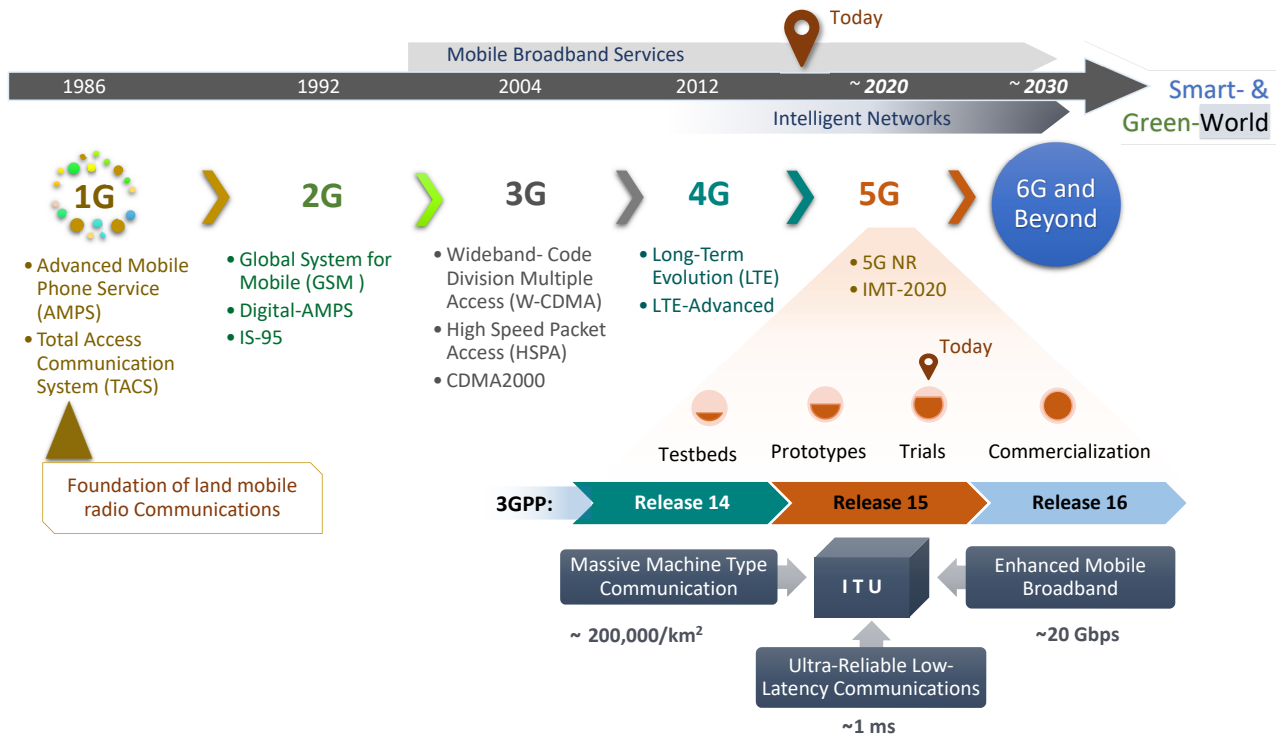 Today
Mobile Broadband Services
1986 1992 2004 2012 ~ 2020 ~ 2030
Smart- &
Green-World
Intelligent Networks
1G
2G
3G
4G
5G
6G and
Beyond
• Advanced Mobile
Phone Service
(AMPS)
• Total Access
Communication
System (TACS)
• Global System for
Mobile (GSM )
• Digital-AMPS
• IS-95
• Wideband- Code
Division Multiple
Access (W-CDMA)
• High Speed Packet
Access (HSPA)
• CDMA2000
• Long-Term
Evolution (LTE)
• LTE-Advanced
• 5G NR
• IMT-2020
Today
Testbeds
Prototypes
Trials
Commercialization
Foundation of land mobile
radio Communications
3GPP:
Release 14
Release 15
Release 16
Massive Machine Type
Communication
~ 200,000/km²
ITU
Enhanced Mobile
Broadband
~20 Gbps
Ultra-Reliable Low-
Latency Communications
~1 ms